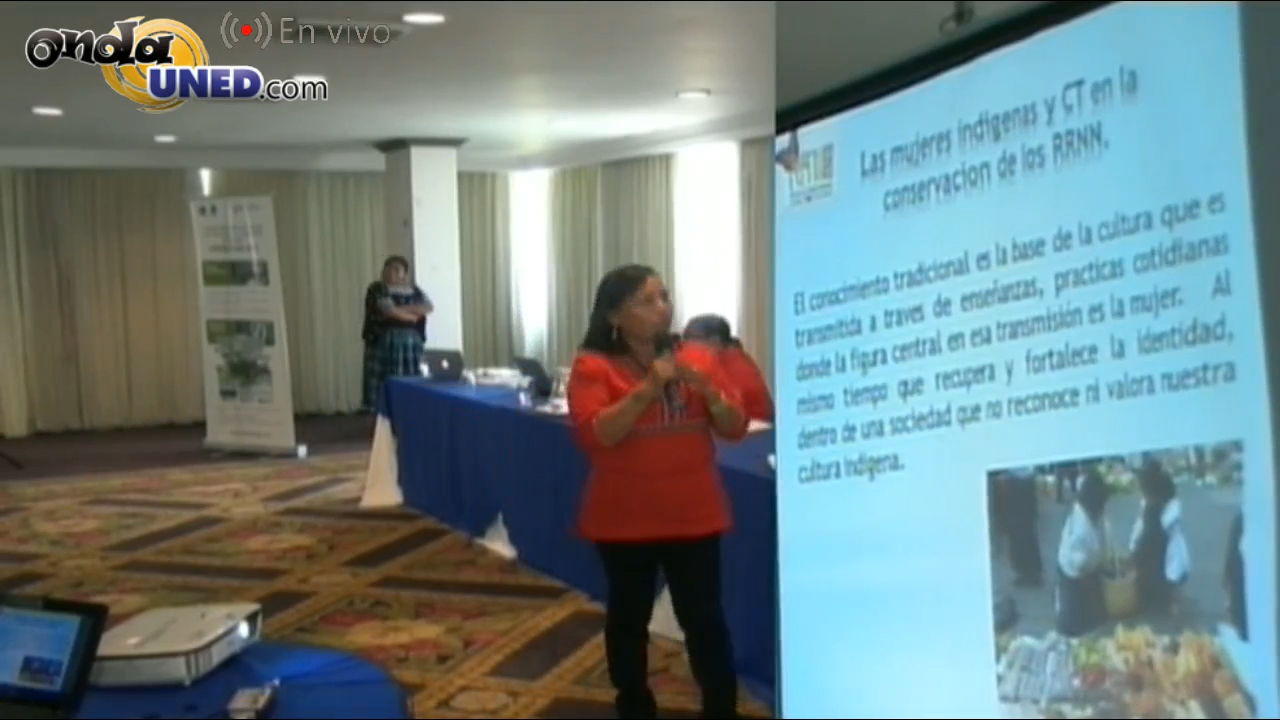 onda
UNED.com
En vivo
Las mujeres indigenas y CT en la
conservacion de los RRNN.
El conocimiento tradicional es la base de la cultura que es
transmitida a traves de enseñanzas, practicas cotidianas
donde la figura central en esa transmisión es la mujer. Al
mismo tiempo que recupera y fortalece la identidad,
dentro de una sociedad que no reconoce ni valora nuestra
cultura indigena.